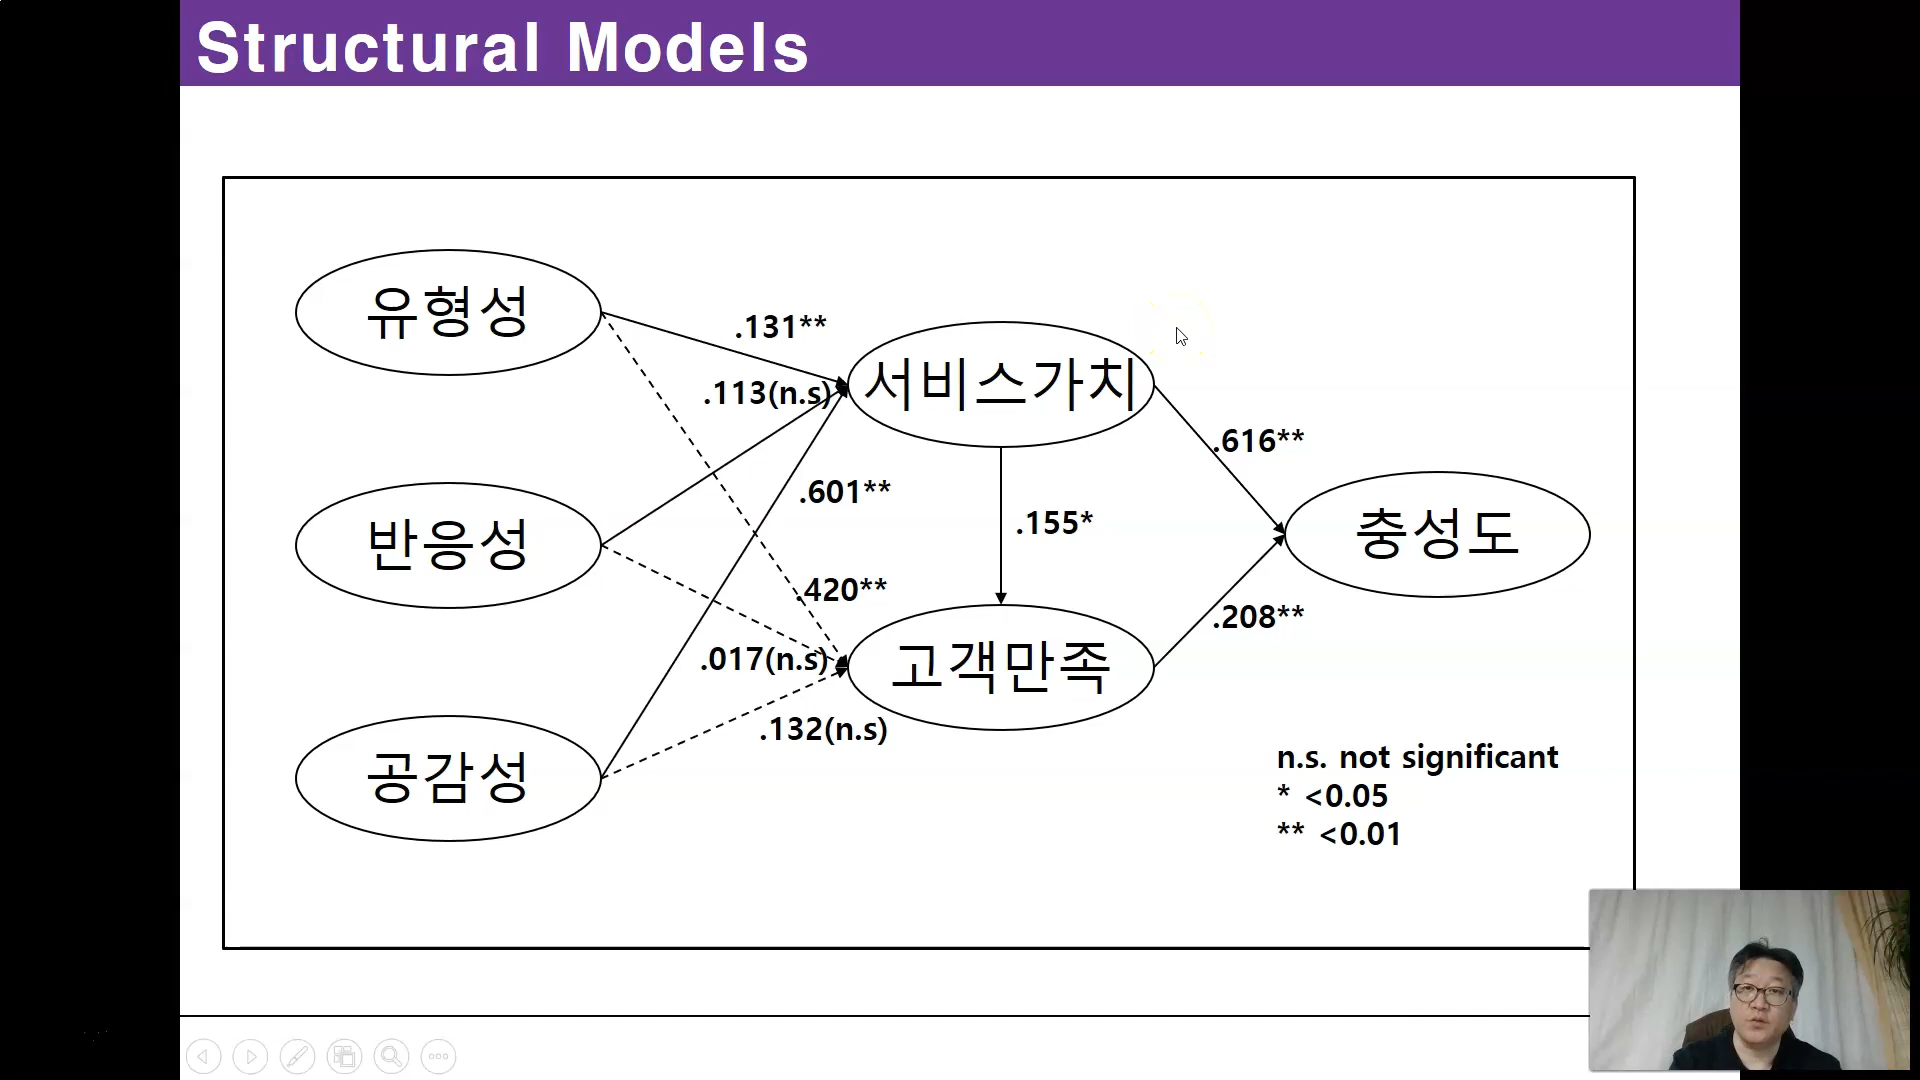 Structural Models
유형성
.131**
서비스가치
.113(n.s)
.616**
.601**
.155*
반응성
충성도
.420**
.208**
.017(n.s)
고객만족
.132(n.s)
공감성
n.s. not significant
* <0.05
** <0.01